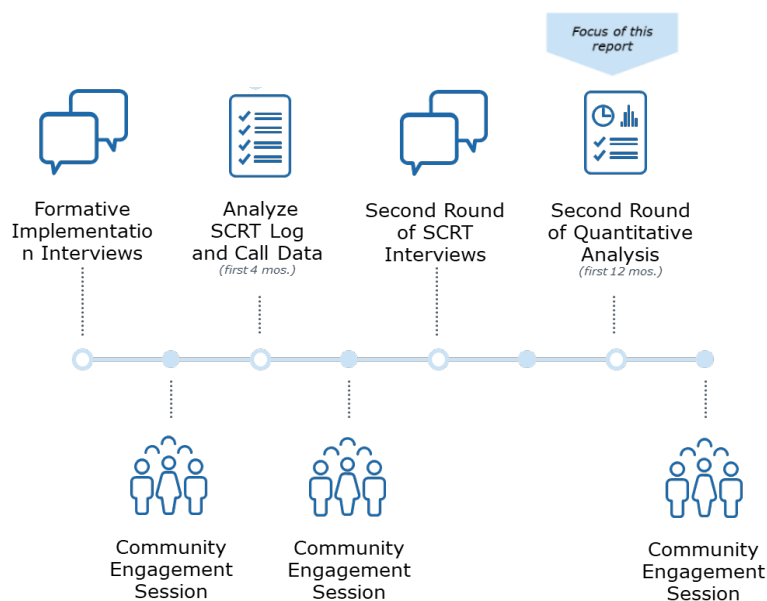 Focus of this
report
Formative
Implementatio
n Interviews
Analyze
SCRT Log
and Call Data
(first 4 mos.)
Second Round
of SCRT
Interviews
Second Round
of Quantitative
Analysis
(first 12 mos.)
Community
Engagement
Session
Community
Engagement
Session
Community
Engagement
Session